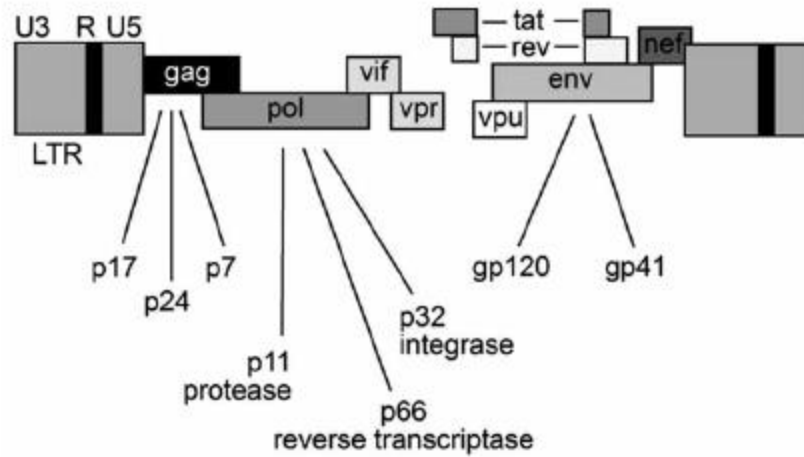 U3 R U5
tat
rev
nef
gag
vif
env
pol
vpr
vpu
LTR
p17
p24
p7
gp120
gp41
p32
integrase
p11
protease
p66
reverse transcriptase